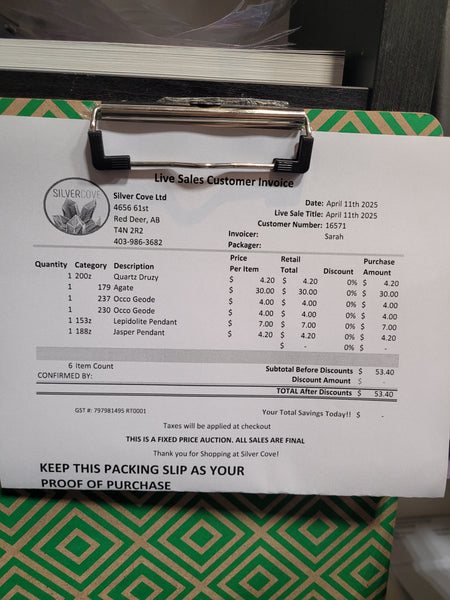 Live Sales Customer Invoice
SILVERCOVE
Silver Cove Ltd
4656 61st
Red Deer, AB
T4N 2R2
403-986-3682
Date: April 11th 2025
Live Sale Title: April 11th 2025
Customer Number: 16571
Invoicer: Sarah
Packager:
Quantity Category Description Price Per Item Retail Total Discount Purchase Amount
1 200z Quartz Druzy $ 4.20 $ 4.20 0% $ 4.20
1 179 Agate $ 30.00 $ 30.00 0% $ 30.00
1 237 Occo Geode $ 4.00 $ 4.00 0% $ 4.00
1 230 Occo Geode $ 4.00 $ 4.00 0% $ 4.00
1 153z Lepidolite Pendant $ 7.00 $ 7.00 0% $ 7.00
1 188z Jasper Pendant $ 4.20 $ 4.20 0% $ 4.20
$ - 0% $ -
6 Item Count
Subtotal Before Discounts $ 53.40
CONFIRMED BY:
Discount Amount $ -
TOTAL After Discounts $ 53.40
GST #: 797981495 RT0001
Your Total Savings Today!! $ -
Taxes will be applied at checkout
THIS IS A FIXED PRICE AUCTION. ALL SALES ARE FINAL
Thank you for Shopping at Silver Cove!
KEEP THIS PACKING SLIP AS YOUR
PROOF OF PURCHASE